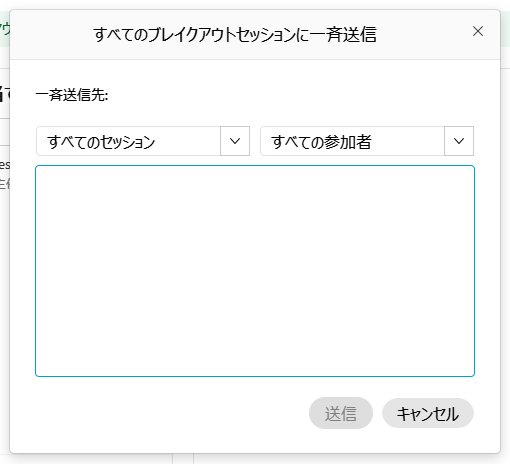 すべてのブレイクアウトセッションに一斉送信
一斉送信先:
すべてのセッション
すべての参加者
送信
キャンセル